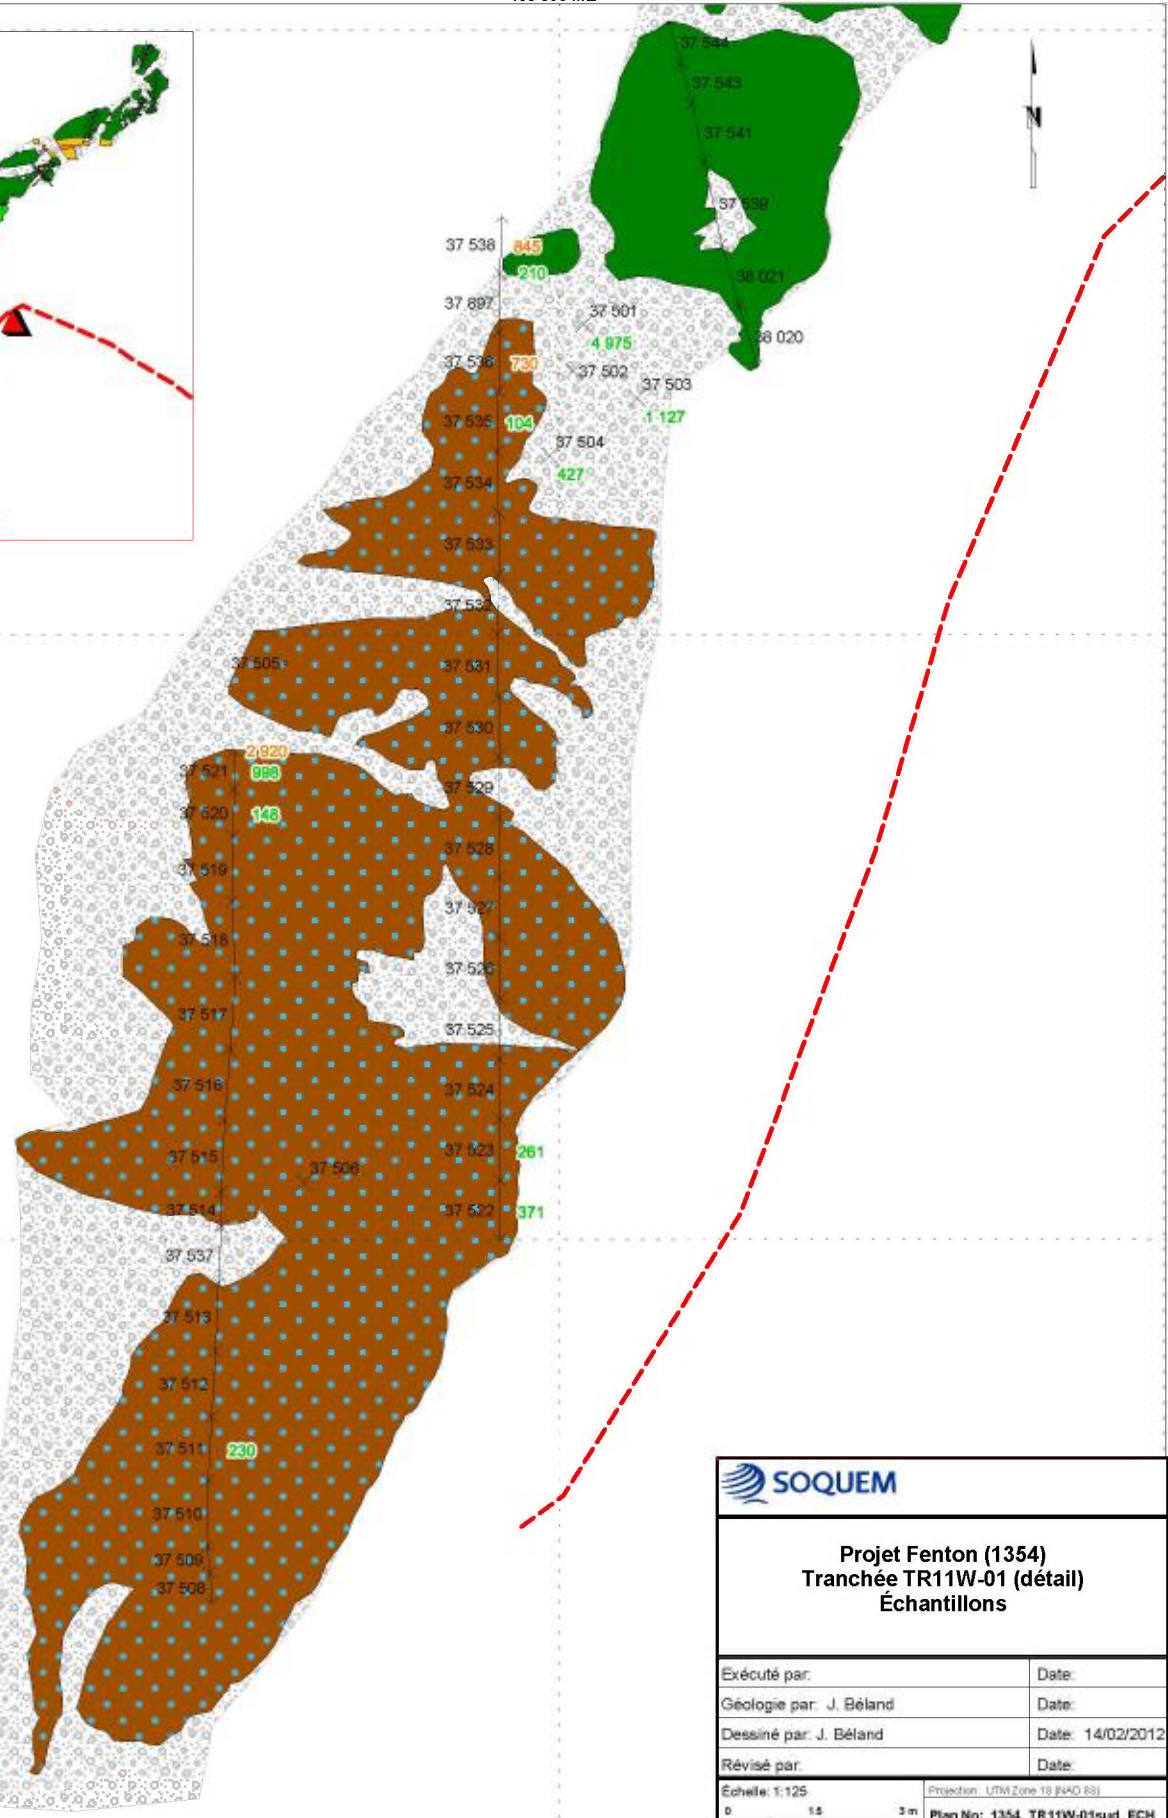 37 544
37 543
37 541
37 539
37 538 845
210
38 021
37 897
37 501
4 975
38 020
37 536 730
37 502
37 503
1 127
37 535 104
37 504
427
37 534
37 533
37 532
37 505
37 531
37 530
2 920
37 521 998
37 529
37 520 148
37 528
37 519
37 527
37 518
37 526
37 517
37 525
37 516
37 524
37 515
37 523 261
37 506
37 514
37 522 371
37 537
37 513
37 512
37 511 230
37 510
37 509
37 508
N
SOQUEM
Projet Fenton (1354)
Tranchée TR11W-01 (détail)
Échantillons
Exécuté par: Date:
Géologie par: J. Béland Date:
Dessiné par: J. Béland Date: 14/02/2012
Révisé par: Date:
Échelle: 1:125 Projection: UTM Zone 18 (NAD 83)
0 1.5 3 m
Plan No: 1354_TR11W-01sud_ECH